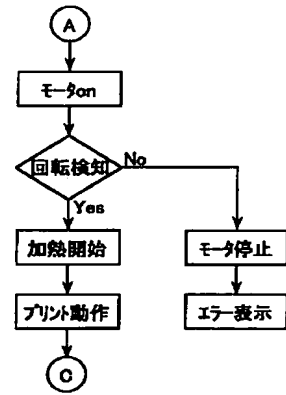 A
モータon
回転検知
No
Yes
加熱開始
モータ停止
プリント動作
エラー表示
C